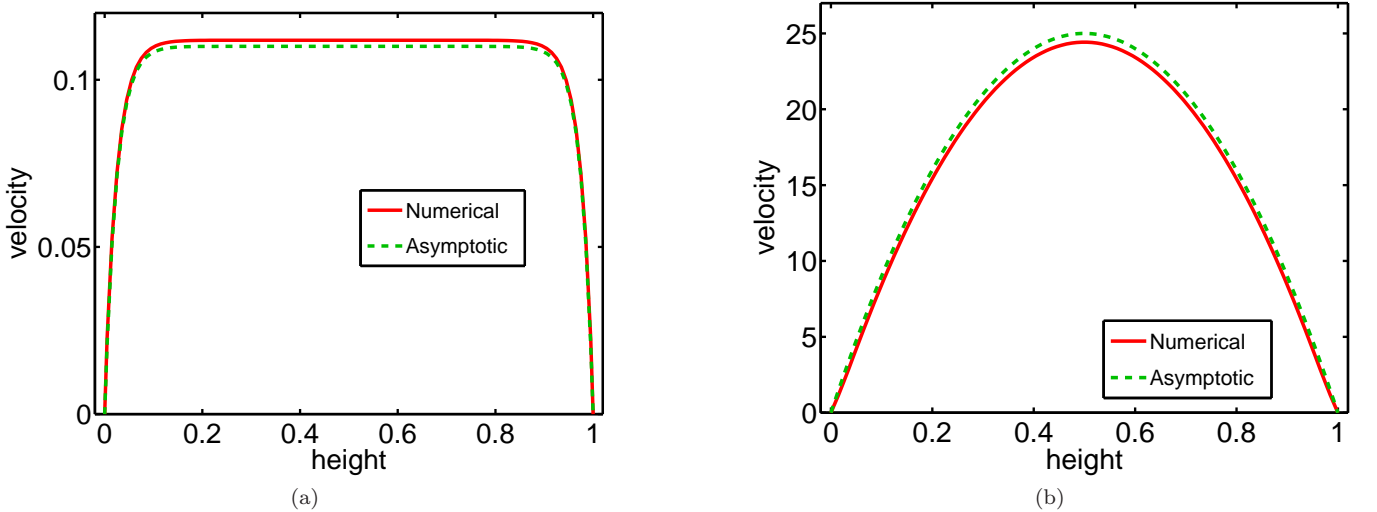 0.1
0.05
0
velocity
Numerical
Asymptotic
0 0.2 0.4 0.6 0.8 1
height
(a)
25
20
15
10
5
0
velocity
Numerical
Asymptotic
0 0.2 0.4 0.6 0.8 1
height
(b)